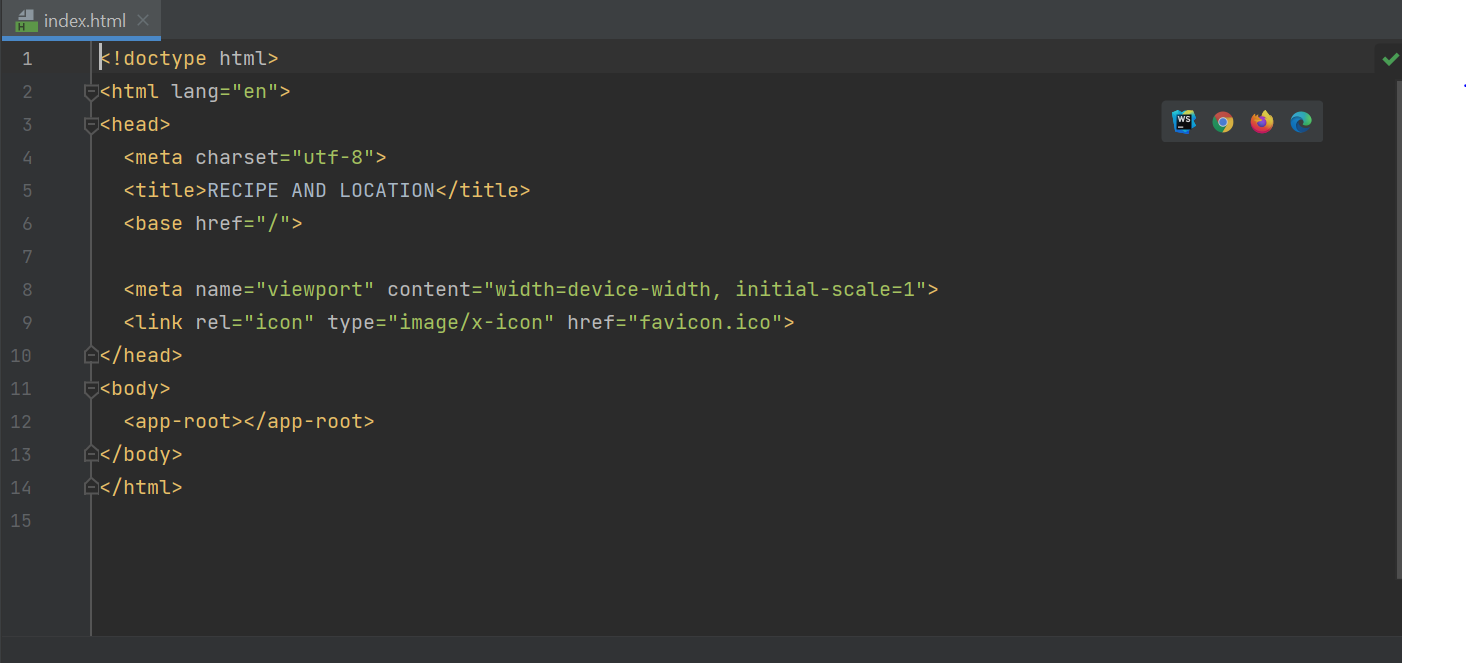 index.html
1 <!doctype html>
2 <html lang="en">
3 <head>
4   <meta charset="utf-8">
5   <title>RECIPE AND LOCATION</title>
6   <base href="/">
7
8   <meta name="viewport" content="width=device-width, initial-scale=1">
9   <link rel="icon" type="image/x-icon" href="favicon.ico">
10 </head>
11 <body>
12   <app-root></app-root>
13 </body>
14 </html>
15
H
WS